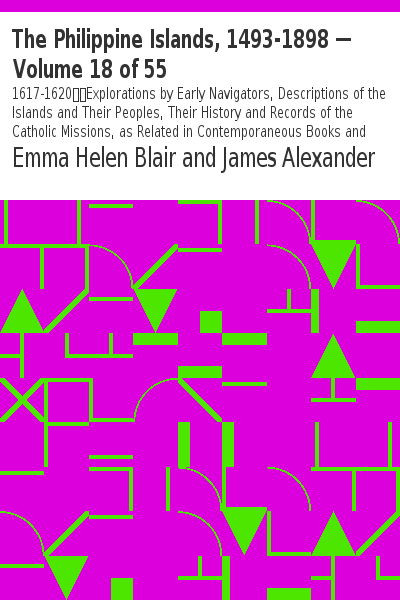 The Philippine Islands, 1493-1898 —
Volume 18 of 55
1617-1620▯▯Explorations by Early Navigators, Descriptions of the
Islands and Their Peoples, Their History and Records of the
Catholic Missions, as Related in Contemporaneous Books and
Emma Helen Blair and James Alexander